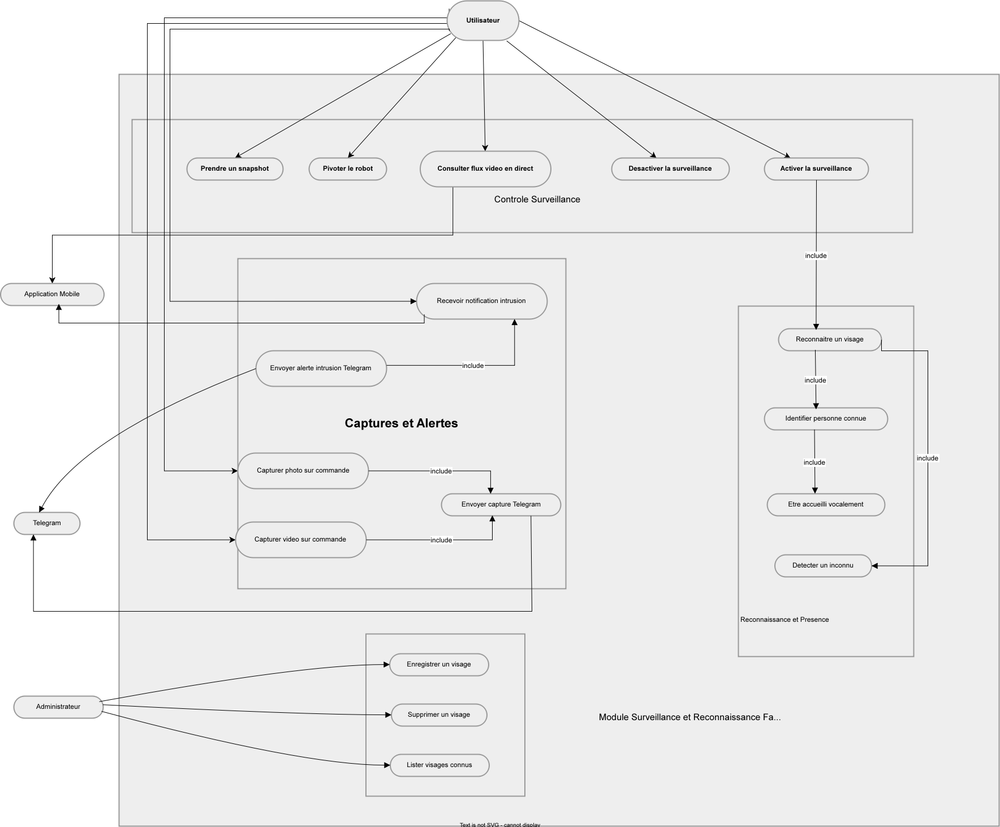 Utilisateur
Prendre un snapshot
Pivoter le robot
Consulter flux video en direct
Desactiver la surveillance
Activer la surveillance
Controle Surveillance
include
Application Mobile
Recevoir notification intrusion
Reconnaitre un visage
Envoyer alerte intrusion Telegram
include
include
Captures et Alertes
Identifier personne connue
include
include
Capturer photo sur commande
include
Envoyer capture Telegram
Etre accueilli vocalement
Telegram
Capturer video sur commande
include
Detecter un inconnu
Reconnaissance et Presence
Enregistrer un visage
Administrateur
Supprimer un visage
Module Surveillance et Reconnaissance Fa...
Lister visages connus
Text is not SVG - cannot display